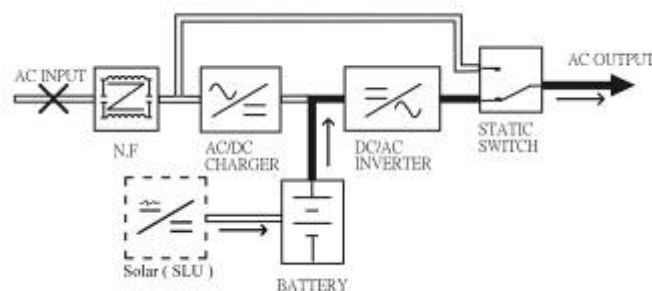 AC INPUT
AC OUTPUT
N.F
AC/DC
CHARGER
DC/AC
INVERTER
STATIC
SWITCH
Solar ( SLU )
BATTERY